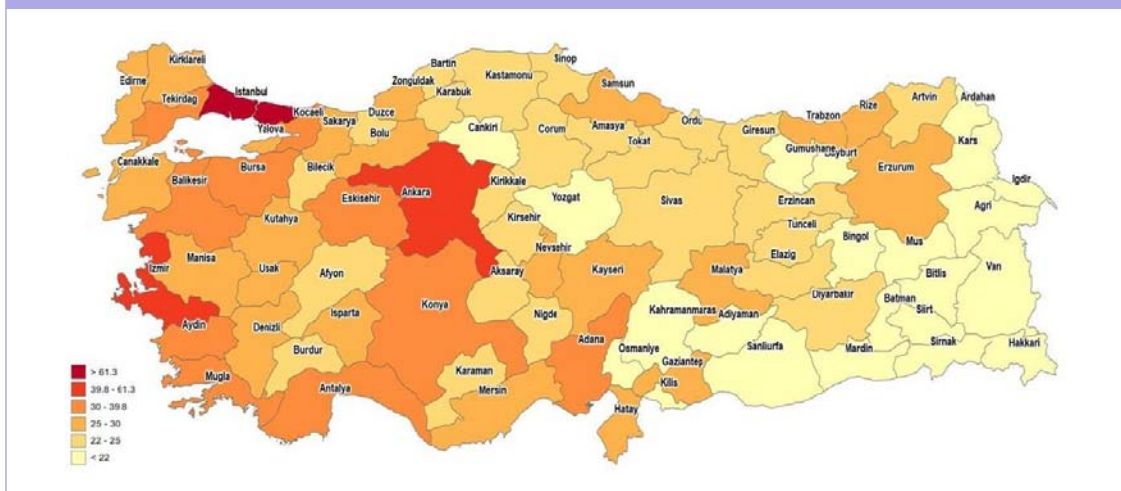 Kirklareli
Edirne
Tekirdag
Istanbul
Kocaeli
Yalova
Sakarya
Duzce
Zonguldak
Bartin
Karabuk
Kastamonu
Sinop
Samsun
Bolu
Cankiri
Corum
Amasya
Tokat
Ordu
Giresun
Trabzon
Rize
Artvin
Ardahan
Gumushane
Bayburt
Kars
Erzurum
Igdir
Agri
Canakkale
Balikesir
Bursa
Bilecik
Eskisehir
Ankara
Kirikkale
Kirsehir
Yozgat
Sivas
Erzincan
Tunceli
Bingol
Mus
Kutahya
Nevsehir
Elazig
Bitlis
Van
Izmir
Manisa
Usak
Afyon
Aksaray
Kayseri
Malatya
Diyarbakir
Batman
Siirt
Konya
Isparta
Nigde
Kahramanmaras
Adiyaman
Aydin
Denizli
Burdur
Adana
Osmaniye
Sanliurfa
Mardin
Sirnak
Hakkari
Gaziantep
Mugla
Antalya
Karaman
Mersin
Kilis
Hatay
> 61.3
39.8 - 61.3
30 - 39.8
25 - 30
22 - 25
< 22